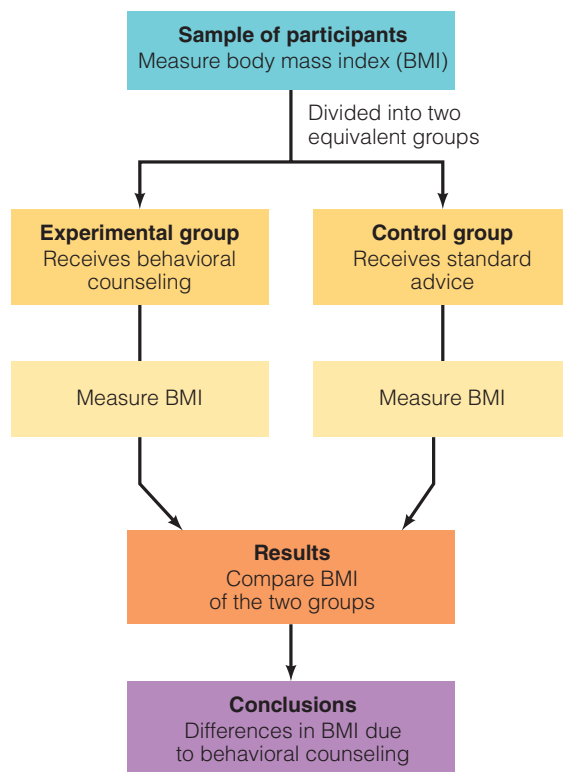 Sample of participants
Measure body mass index (BMI)
Divided into two
equivalent groups
Experimental group
Receives behavioral
counseling
Control group
Receives standard
advice
Measure BMI
Measure BMI
Results
Compare BMI
of the two groups
Conclusions
Differences in BMI due
to behavioral counseling